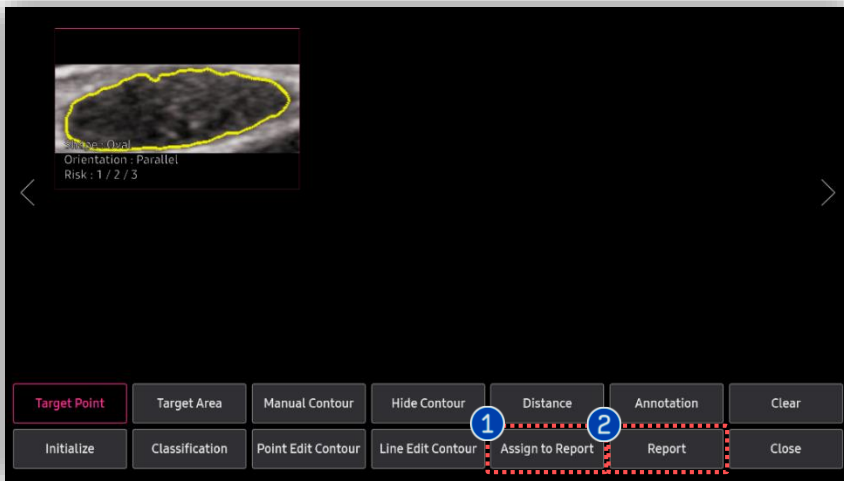 Shape : Oval
Orientation : Parallel
Risk : 1 / 2 / 3
1
2
Target Point
Target Area
Manual Contour
Hide Contour
Distance
Annotation
Clear
Initialize
Classification
Point Edit Contour
Line Edit Contour
Assign to Report
Report
Close